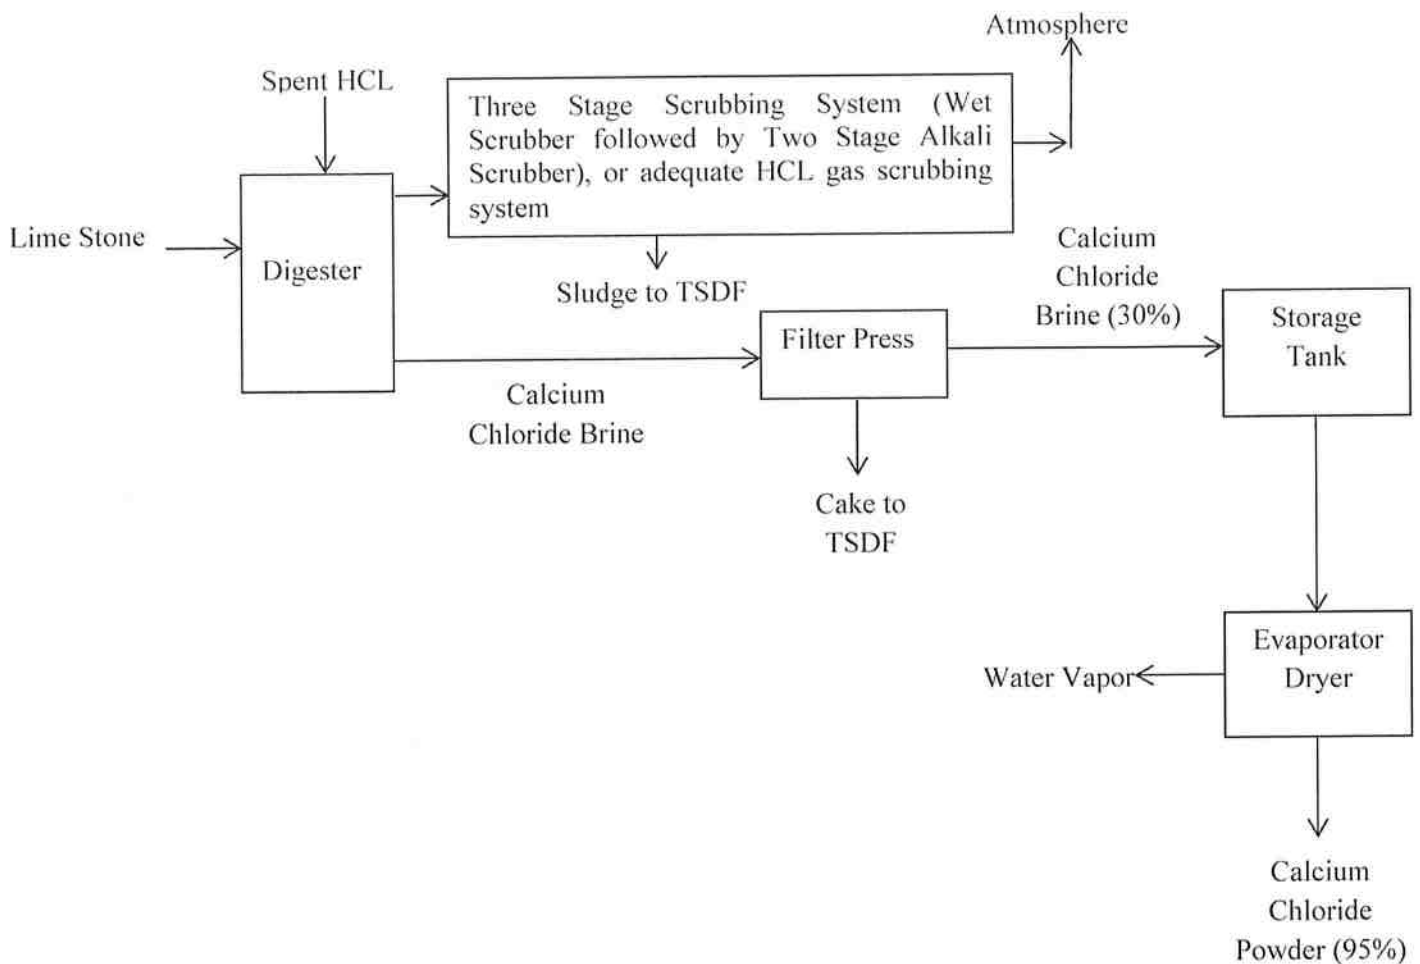 Atmosphere
Spent HCL
Three Stage Scrubbing System (Wet
Scrubber followed by Two Stage Alkali
Scrubber), or adequate HCL gas scrubbing
system
Lime Stone
Digester
Sludge to TSDF
Calcium
Chloride
Brine (30%)
Filter Press
Storage
Tank
Calcium
Chloride Brine
Cake to
TSDF
Evaporator
Dryer
Water Vapor
Calcium
Chloride
Powder (95%)